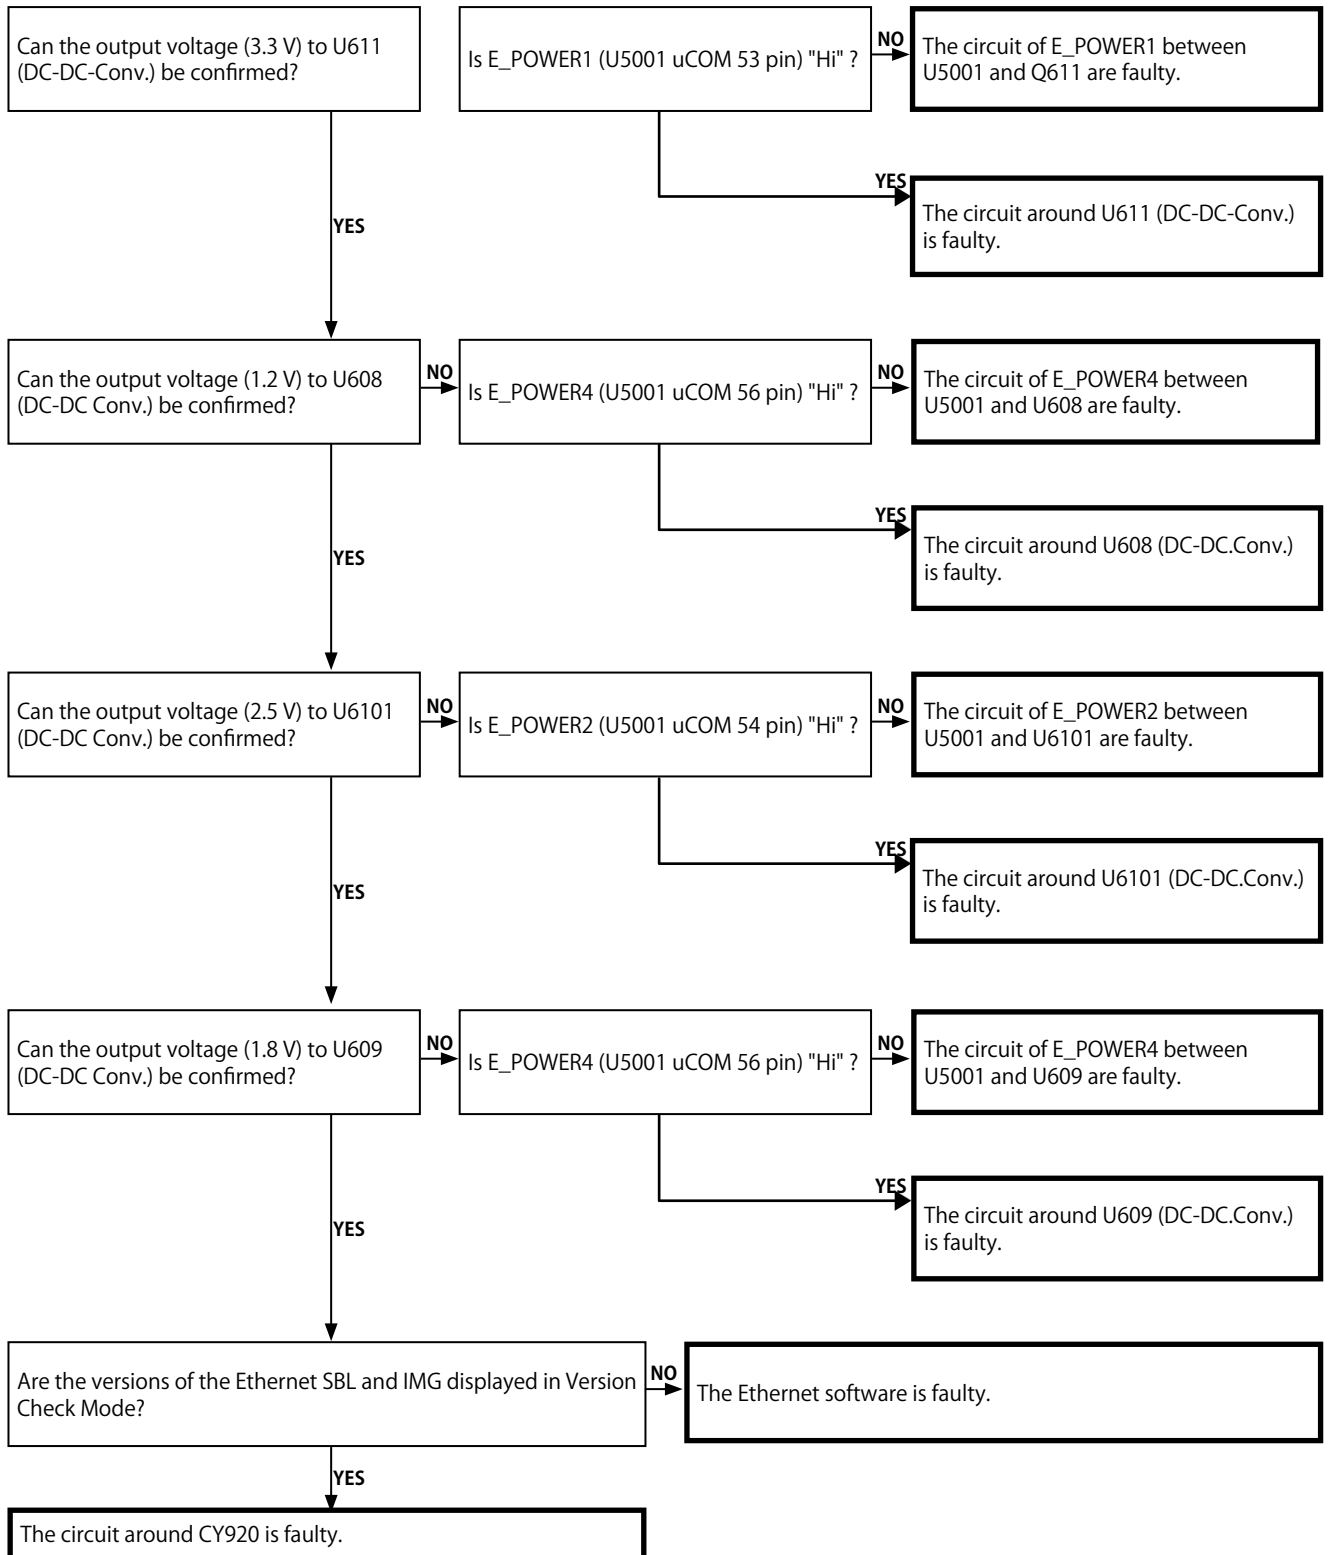 Can the output voltage (3.3 V) to U611
(DC-DC-Conv.) be confirmed?
Is E_POWER1 (U5001 uCOM 53 pin) "Hi" ?
NO
The circuit of E_POWER1 between
U5001 and Q611 are faulty.
YES
The circuit around U611 (DC-DC-Conv.)
is faulty.
YES
Can the output voltage (1.2 V) to U608
(DC-DC Conv.) be confirmed?
NO
Is E_POWER4 (U5001 uCOM 56 pin) "Hi" ?
NO
The circuit of E_POWER4 between
U5001 and U608 are faulty.
YES
The circuit around U608 (DC-DC.Conv.)
is faulty.
YES
Can the output voltage (2.5 V) to U6101
(DC-DC Conv.) be confirmed?
NO
Is E_POWER2 (U5001 uCOM 54 pin) "Hi" ?
NO
The circuit of E_POWER2 between
U5001 and U6101 are faulty.
YES
The circuit around U6101 (DC-DC.Conv.)
is faulty.
YES
Can the output voltage (1.8 V) to U609
(DC-DC Conv.) be confirmed?
NO
Is E_POWER4 (U5001 uCOM 56 pin) "Hi" ?
NO
The circuit of E_POWER4 between
U5001 and U609 are faulty.
YES
The circuit around U609 (DC-DC.Conv.)
is faulty.
YES
Are the versions of the Ethernet SBL and IMG displayed in Version
Check Mode?
NO
The Ethernet software is faulty.
YES
The circuit around CY920 is faulty.